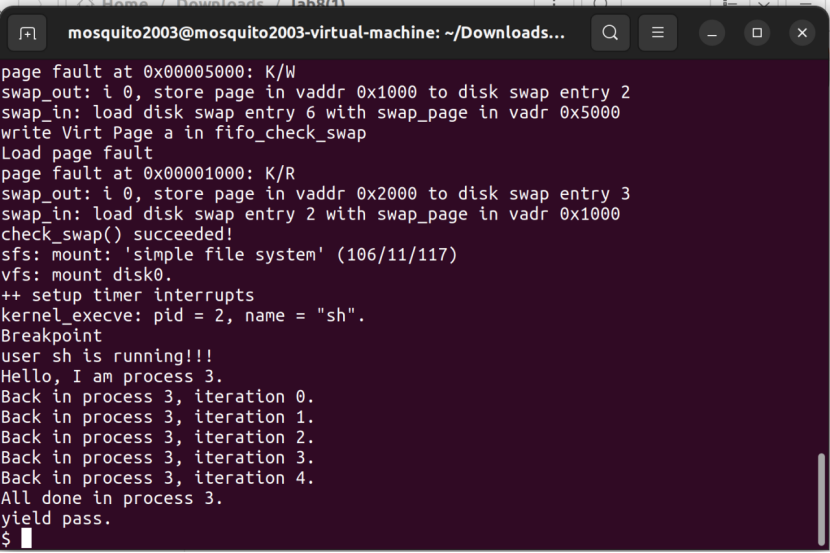 Home / Downloads / lab8(1)
mosquito2003@mosquito2003-virtual-machine: ~/Downloads...
page fault at 0x00005000: K/W
swap_out: i 0, store page in vaddr 0x1000 to disk swap entry 2
swap_in: load disk swap entry 6 with swap_page in vadr 0x5000
write Virt Page a in fifo_check_swap
Load page fault
page fault at 0x00001000: K/R
swap_out: i 0, store page in vaddr 0x2000 to disk swap entry 3
swap_in: load disk swap entry 2 with swap_page in vadr 0x1000
check_swap() succeeded!
sfs: mount: 'simple file system' (106/11/117)
vfs: mount disk0.
++ setup timer interrupts
kernel_execve: pid = 2, name = "sh".
Breakpoint
user sh is running!!!
Hello, I am process 3.
Back in process 3, iteration 0.
Back in process 3, iteration 1.
Back in process 3, iteration 2.
Back in process 3, iteration 3.
Back in process 3, iteration 4.
All done in process 3.
yield pass.
$